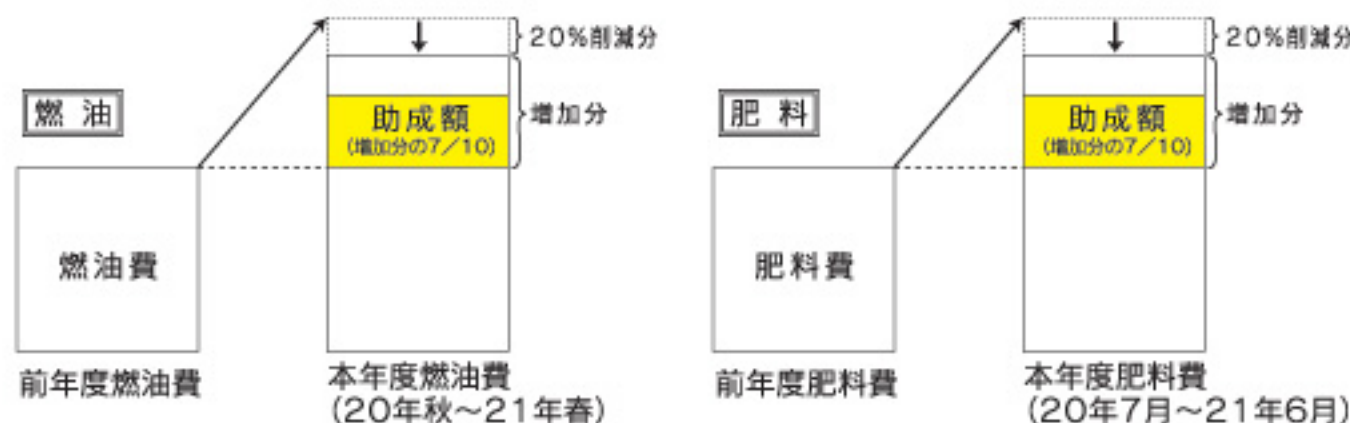 20%削減分
燃油
助成額
(増加分の7/10)
増加分
燃油費
前年度燃油費
本年度燃油費
(20年秋~21年春)
20%削減分
肥料
助成額
(増加分の7/10)
増加分
肥料費
前年度肥料費
本年度肥料費
(20年7月~21年6月)